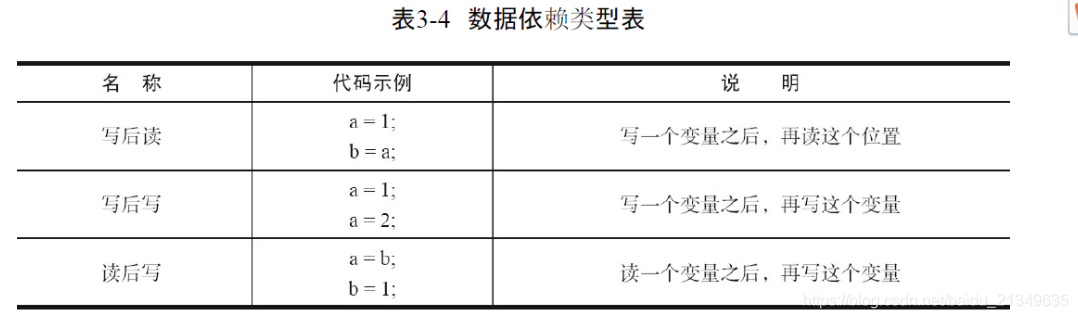 表3-4 数据依赖类型表
名 称 代码示例 说 明
写后读 a = 1; 写一个变量之后，再读这个位置
b = a;
写后写 a = 1; 写一个变量之后，再写这个变量
a = 2;
读后写 a = b; 读一个变量之后，再写这个变量
b = 1;
https://blog.csdn.net/baidu_21349635